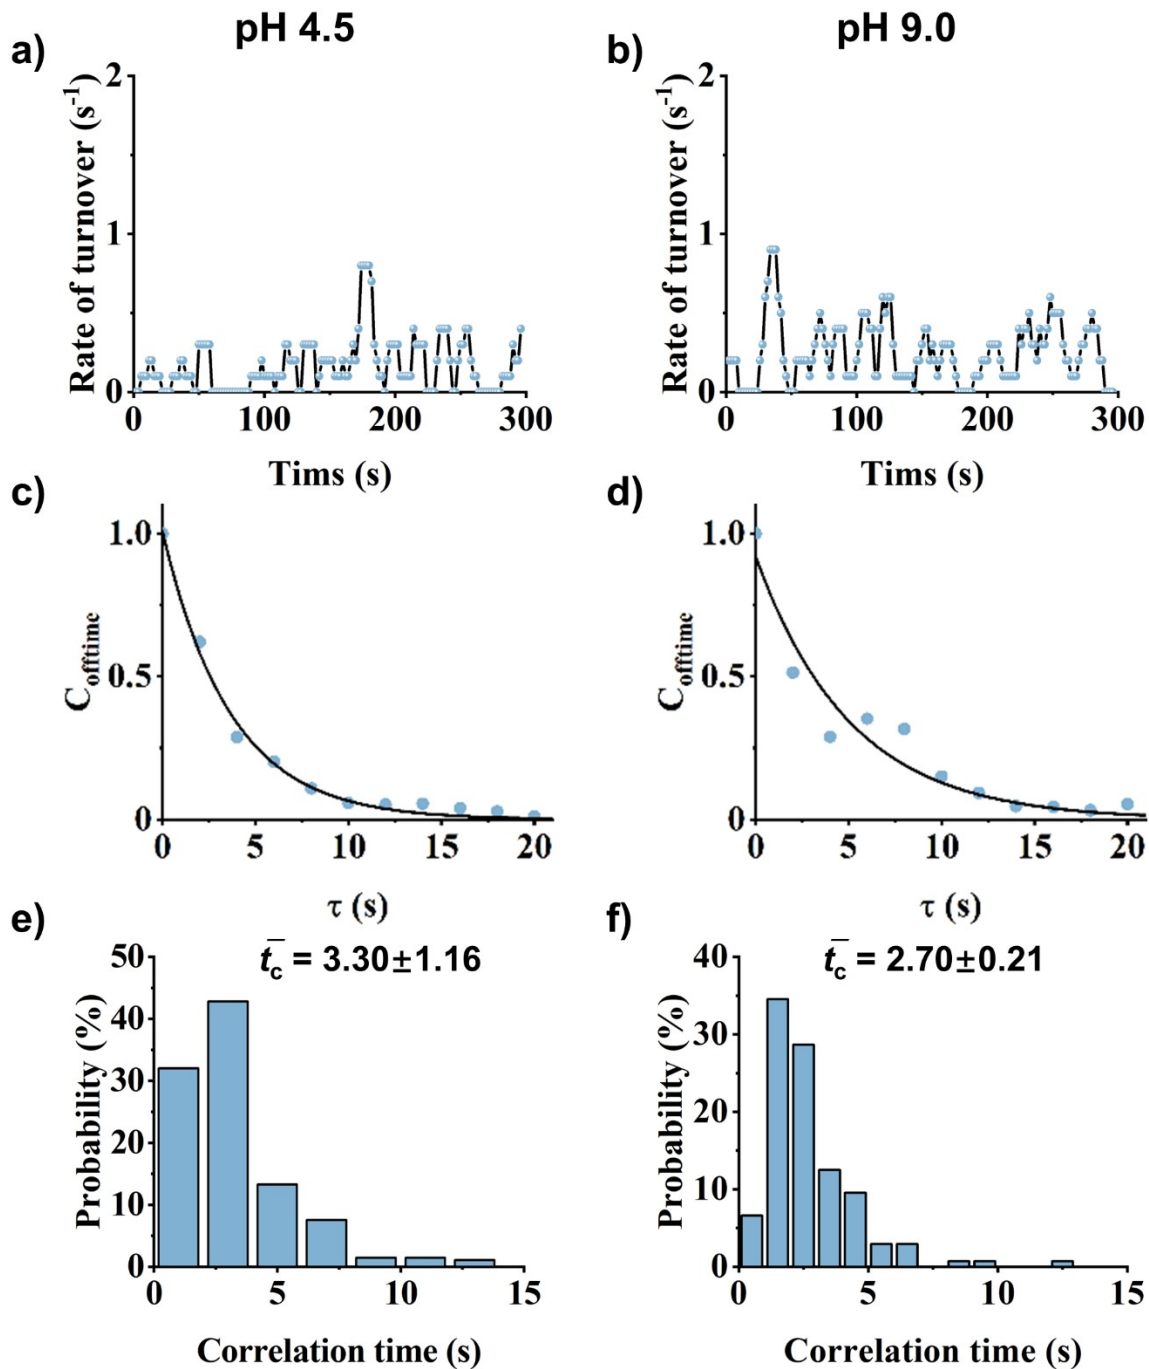 pH 4.5
pH 9.0
a)
b)
Rate of turnover (s⁻¹)
2
1
0
0 100 200 300
Tims (s)
Rate of turnover (s⁻¹)
2
1
0
0 100 200 300
Tims (s)
c)
d)
C_offtime
1.0
0.5
0
0 5 10 15 20
τ (s)
C_offtime
1.0
0.5
0
0 5 10 15 20
τ (s)
e)
f)
t̄_c = 3.30±1.16
Probability (%)
50
40
30
20
10
0
0 5 10 15
Correlation time (s)
t̄_c = 2.70±0.21
Probability (%)
40
30
20
10
0
0 5 10 15
Correlation time (s)